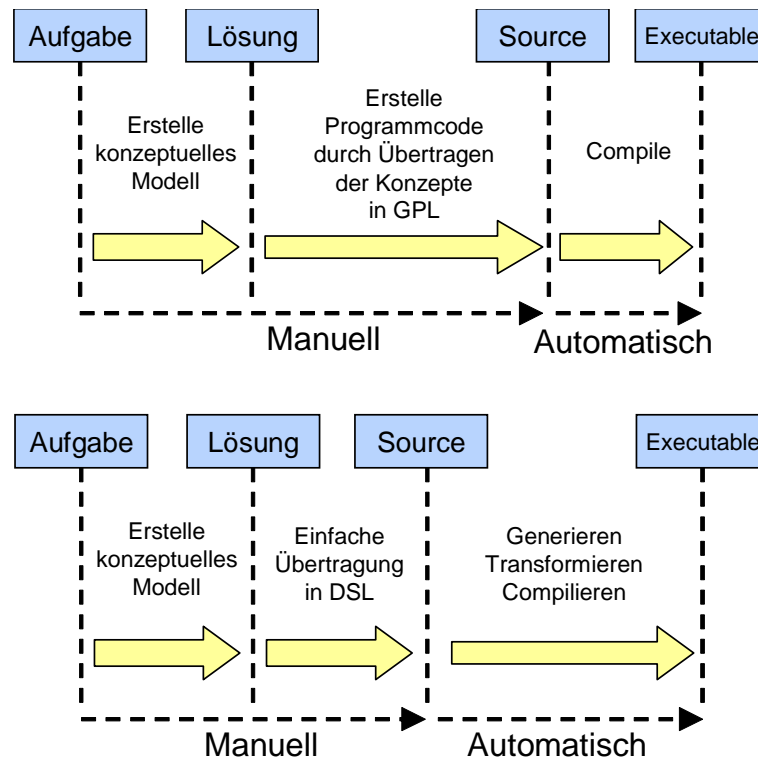 Aufgabe
Lösung
Source
Executable
Erstelle
konzeptuelles
Modell
Erstelle
Programmcode
durch Übertragen
der Konzepte
in GPL
Compile
Manuell
Automatisch
Aufgabe
Lösung
Source
Executable
Erstelle
konzeptuelles
Modell
Einfache
Übertragung
in DSL
Generieren
Transformieren
Compilieren
Manuell
Automatisch